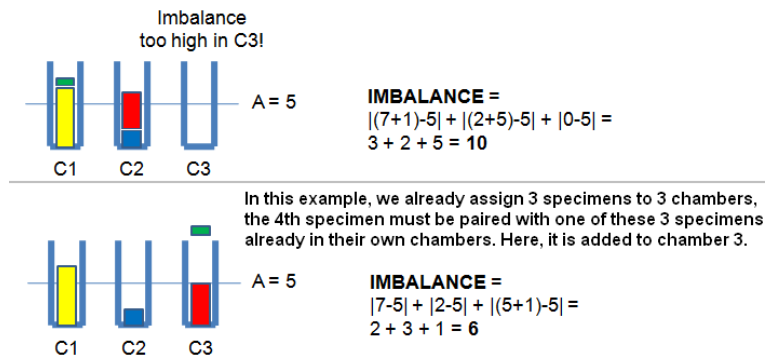 Imbalance
too high in C3!
A = 5
C1 C2 C3
IMBALANCE =
|(7+1)-5| + |(2+5)-5| + |0-5| =
3 + 2 + 5 = 10
In this example, we already assign 3 specimens to 3 chambers,
the 4th specimen must be paired with one of these 3 specimens
already in their own chambers. Here, it is added to chamber 3.
A = 5
C1 C2 C3
IMBALANCE =
|7-5| + |2-5| + |(5+1)-5| =
2 + 3 + 1 = 6